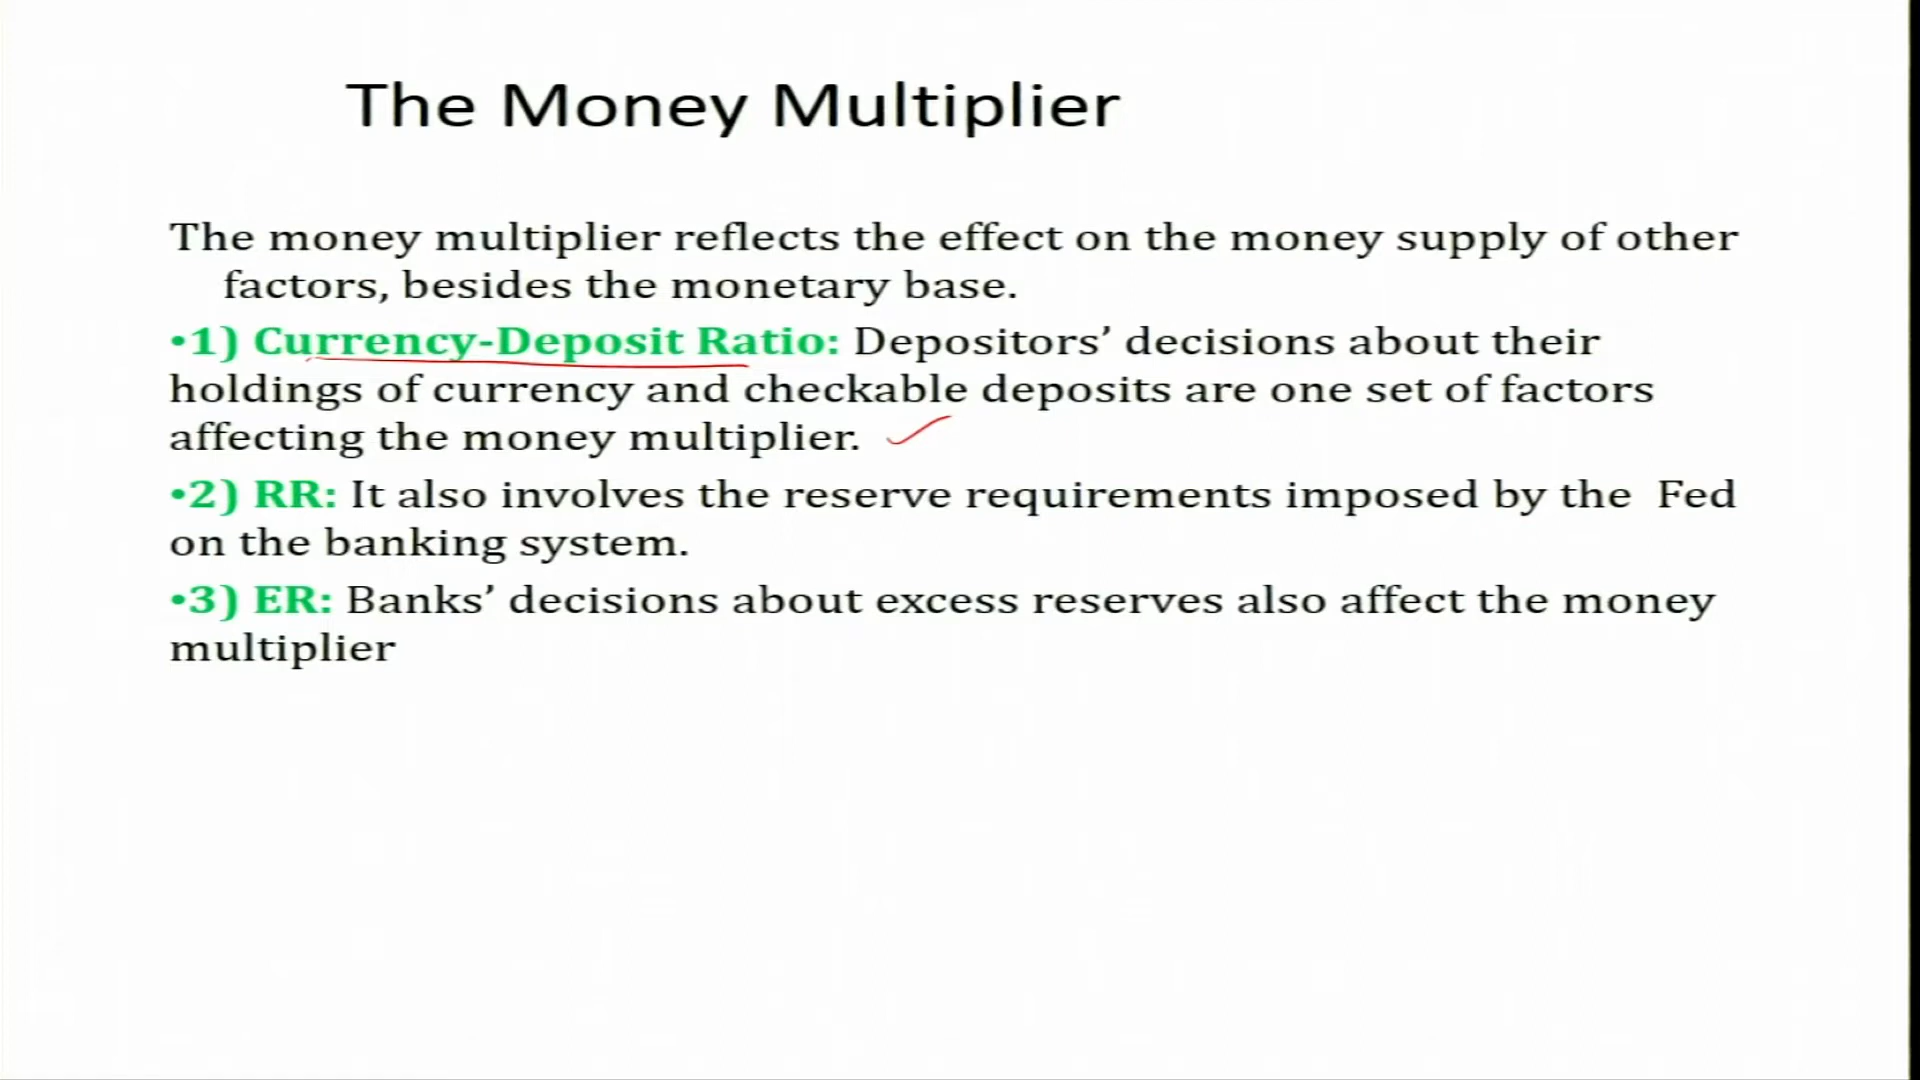 The Money Multiplier
The money multiplier reflects the effect on the money supply of other
factors, besides the monetary base.
•1) Currency-Deposit Ratio: Depositors’ decisions about their
holdings of currency and checkable deposits are one set of factors
affecting the money multiplier.
•2) RR: It also involves the reserve requirements imposed by the  Fed
on the banking system.
•3) ER: Banks’ decisions about excess reserves also affect the money
multiplier